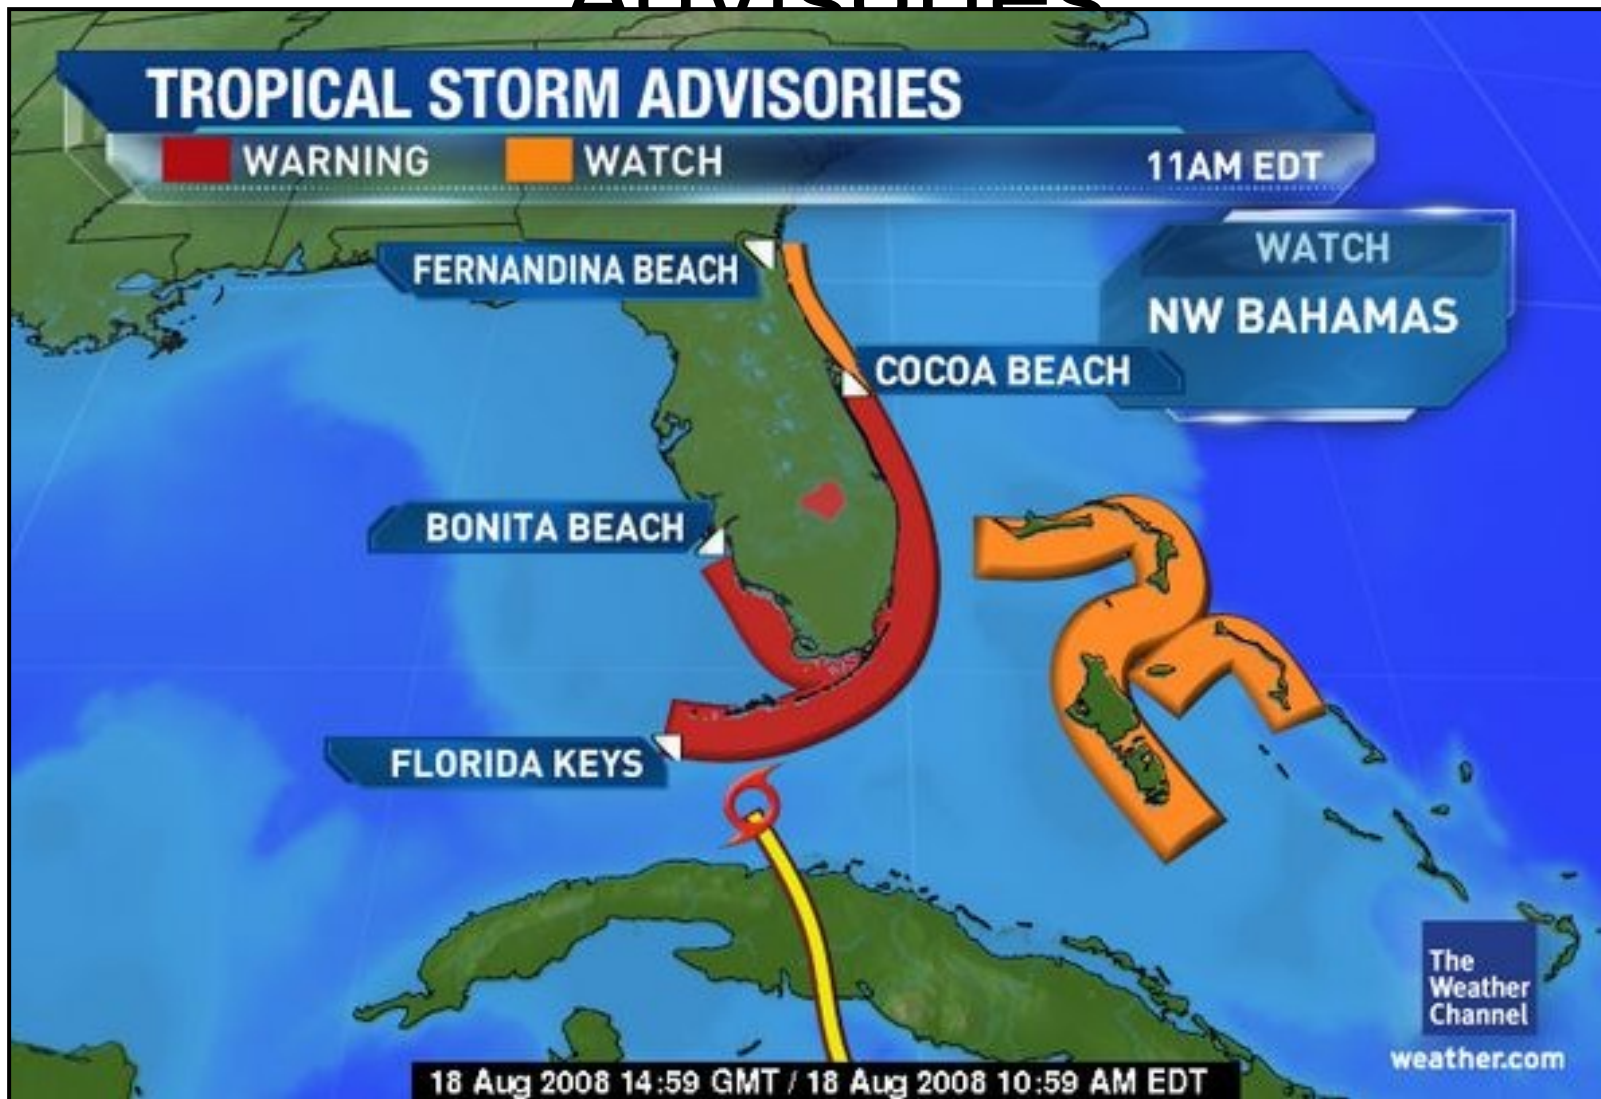 Advisories
TROPICAL STORM ADVISORIES
WARNING
WATCH
11AM EDT
WATCH
NW BAHAMAS
FERNANDINA BEACH
COCOA BEACH
BONITA BEACH
FLORIDA KEYS
The
Weather
Channel
weather.com
18 Aug 2008 14:59 GMT / 18 Aug 2008 10:59 AM EDT